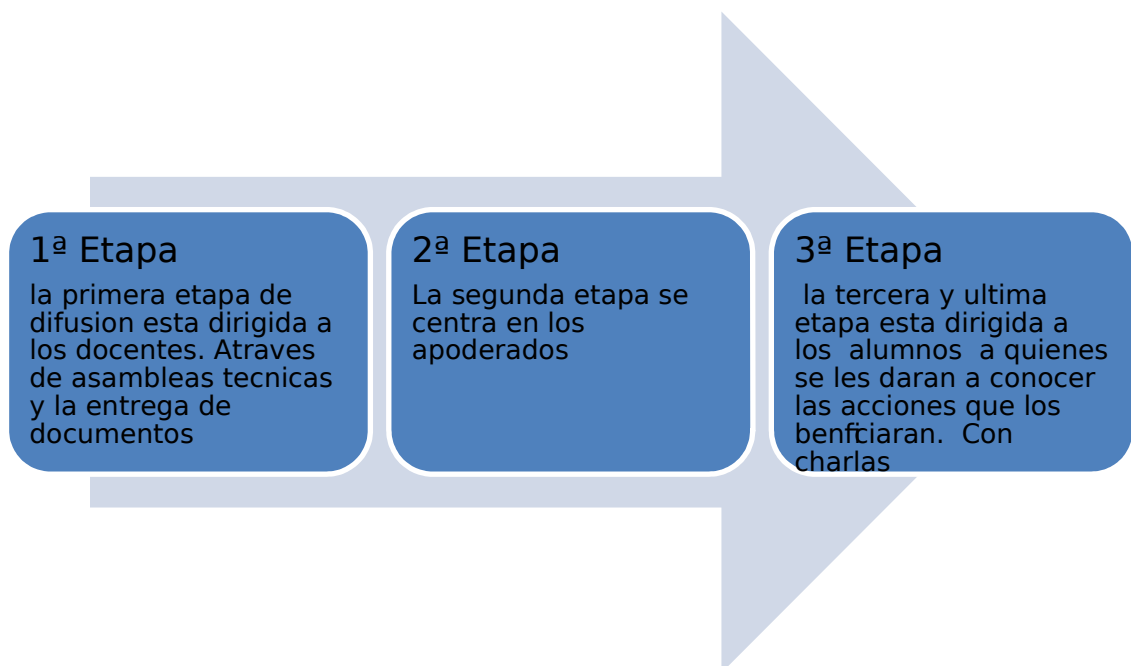 1ª Etapa
la primera etapa de
difusion esta dirigida a
los docentes. Atraves
de asambleas tecnicas
y la entrega de
documentos
2ª Etapa
La segunda etapa se
centra en los
apoderados
3ª Etapa
la tercera y ultima
etapa esta dirigida a
los alumnos a quienes
se les daran a conocer
las acciones que los
benficiaran. Con
charlas